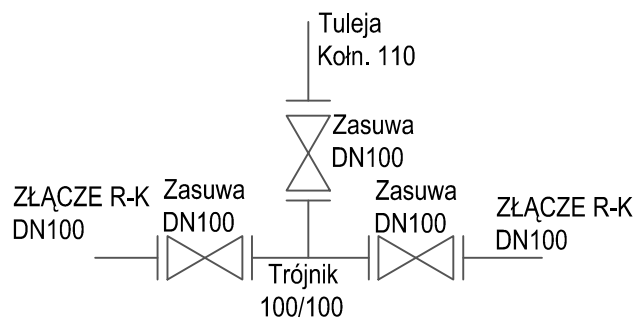 Tuleja
Kołn. 110
Zasuwa
DN100
ZŁĄCZE R-K
DN100
Zasuwa
DN100
Zasuwa
DN100
ZŁĄCZE R-K
DN100
Trójnik
100/100